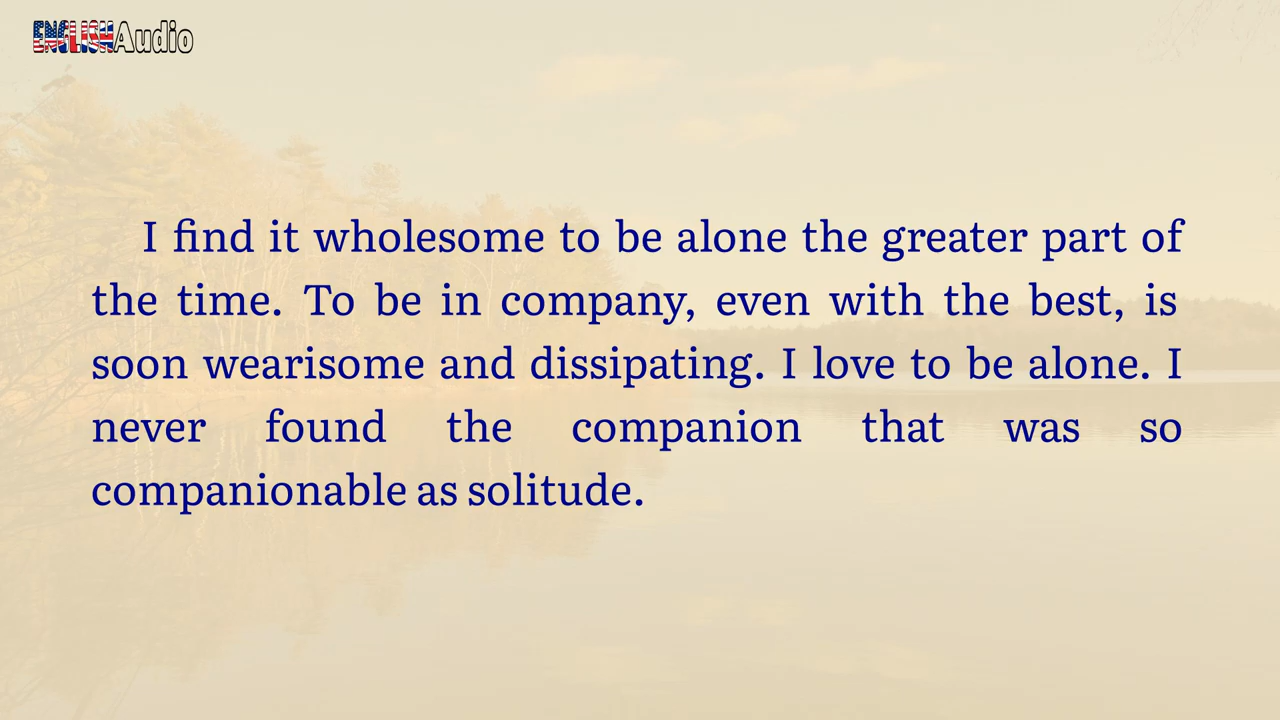 ENGLISHAudio
I find it wholesome to be alone the greater part of
the time. To be in company, even with the best, is
soon wearisome and dissipating. I love to be alone. I
never found the companion that was so
companionable as solitude.